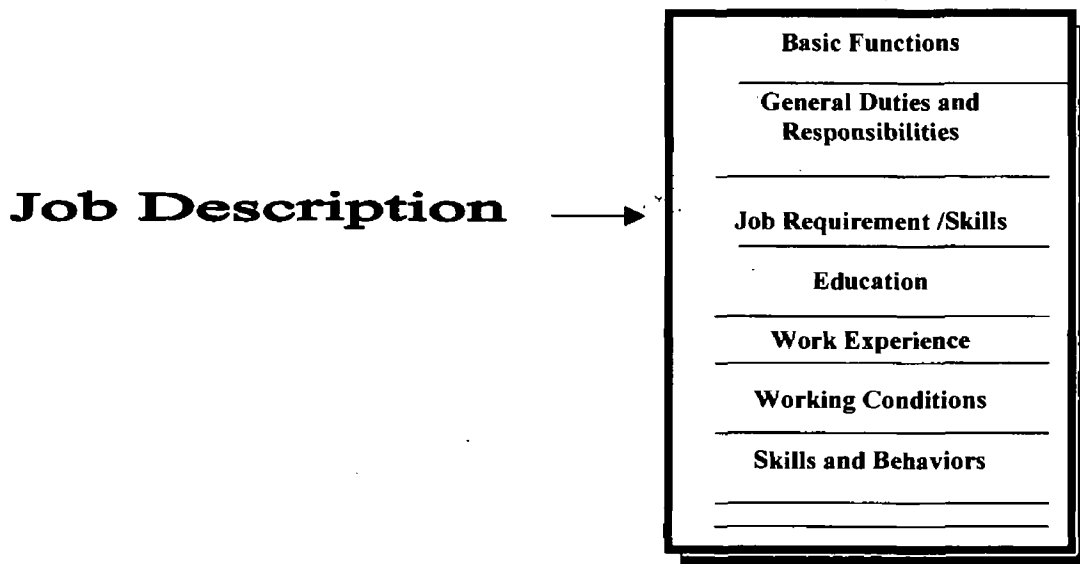 Job Description
Basic Functions
General Duties and
Responsibilities
Job Requirement /Skills
Education
Work Experience
Working Conditions
Skills and Behaviors